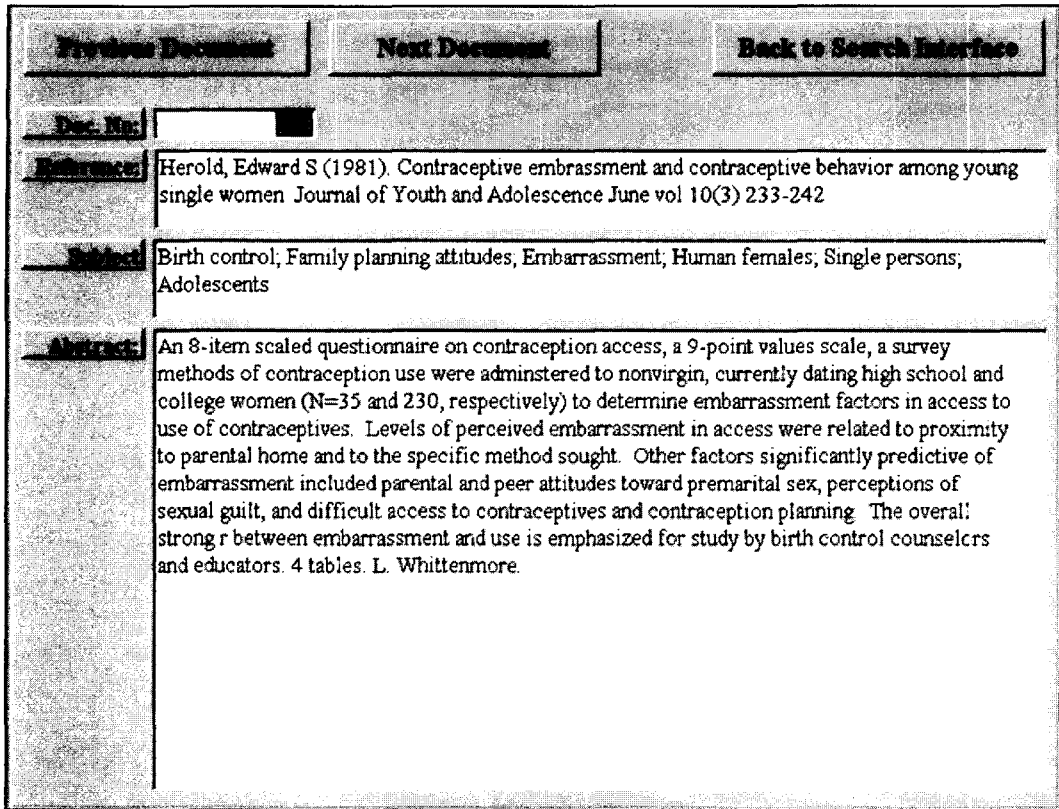 Previous Document Next Document Back to Search Interface
Doc. No:
Reference: Herold, Edward S (1981). Contraceptive embrassment and contraceptive behavior among young
single women Journal of Youth and Adolescence June vol 10(3) 233-242
Subject: Birth control; Family planning attitudes; Embarrassment; Human females; Single persons;
Adolescents
Abstract: An 8-item scaled questionnaire on contraception access, a 9-point values scale, a survey
methods of contraception use were adminstered to nonvirgin, currently dating high school and
college women (N=35 and 230, respectively) to determine embarrassment factors in access to
use of contraceptives. Levels of perceived embarrassment in access were related to proximity
to parental home and to the specific method sought. Other factors significantly predictive of
embarrassment included parental and peer attitudes toward premarital sex, perceptions of
sexual guilt, and difficult access to contraceptives and contraception planning The overall
strong r between embarrassment and use is emphasized for study by birth control counselors
and educators. 4 tables. L. Whittenmore.